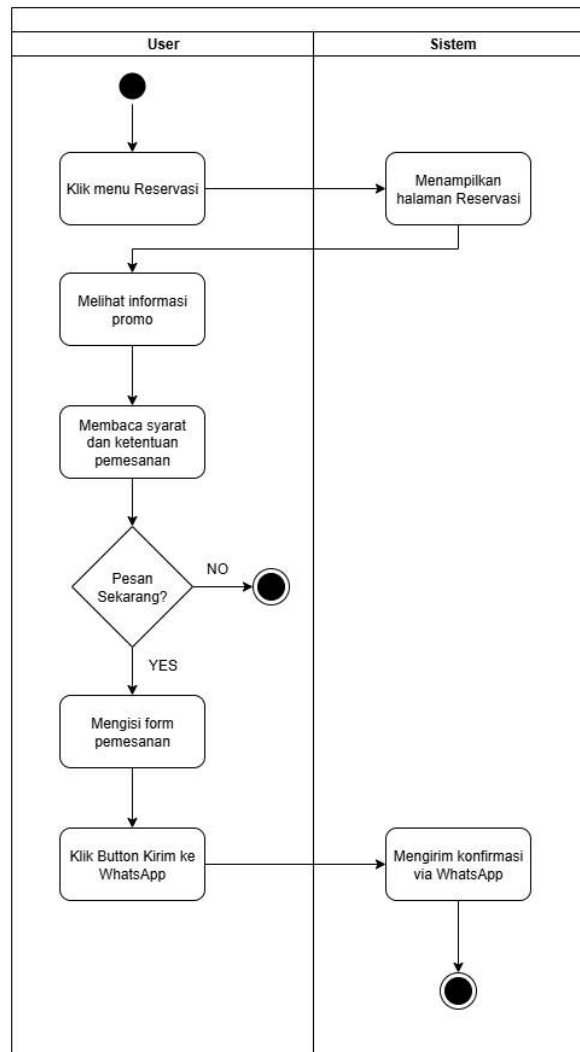 User
Sistem
Klik menu Reservasi
Menampilkan
halaman Reservasi
Melihat informasi
promo
Membaca syarat
dan ketentuan
pemesanan
Pesan
Sekarang?
NO
YES
Mengisi form
pemesanan
Klik Button Kirim ke
WhatsApp
Mengirim konfirmasi
via WhatsApp